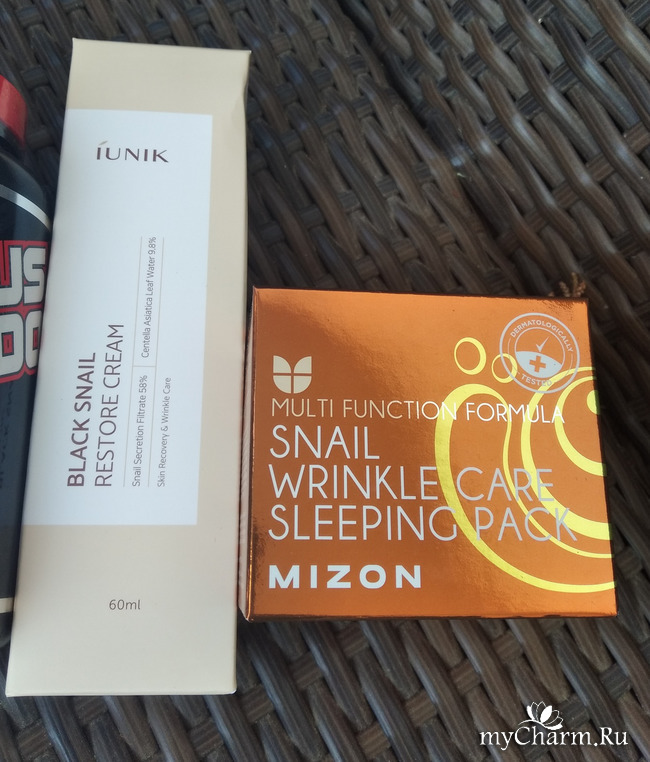 iUNIK
BLACK SNAIL
RESTORE CREAM
Snail Secretion Filtrate 58%
Centella Asiatica Leaf Water 9.8%
Skin Recovery & Wrinkle Care
60ml
DERMATOLOGICALLY
TESTED
MULTI FUNCTION FORMULA
SNAIL
WRINKLE CARE
SLEEPING PACK
MIZON
myCharm.Ru